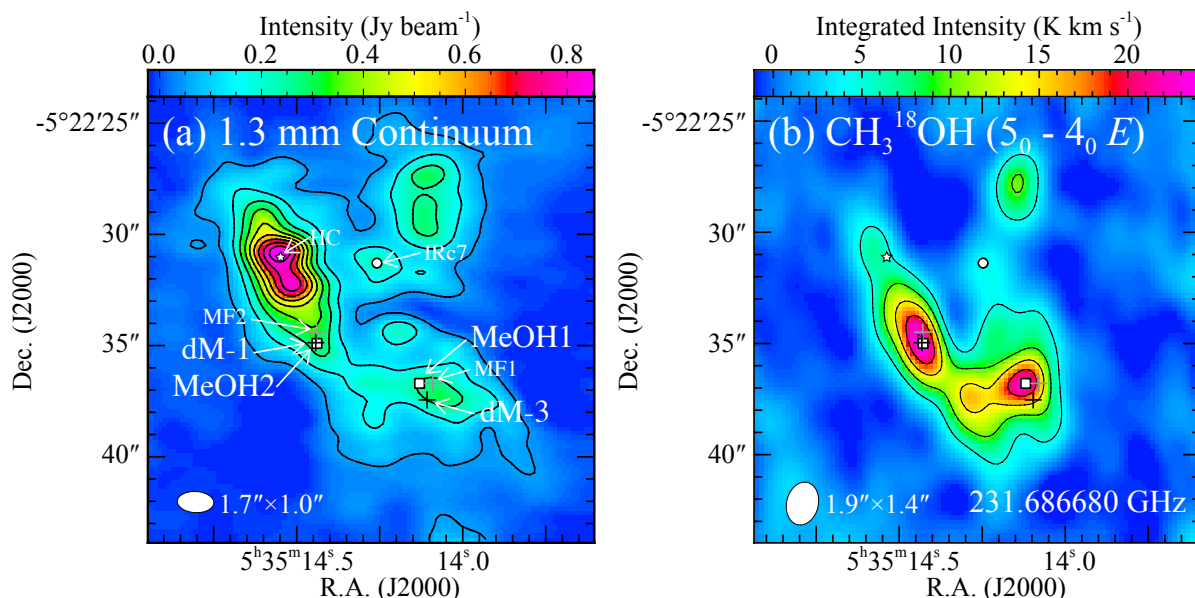 Intensity (Jy beam⁻¹)
0.0 0.2 0.4 0.6 0.8
(a) 1.3 mm Continuum
-5°22′25″
30″
35″
40″
Dec. (J2000)
HC
IRc7
MF2
dM-1
MeOH2
MeOH1
MF1
dM-3
1.7″×1.0″
5ʰ35ᵐ14ˢ.5 14ˢ.0
R.A. (J2000)
Integrated Intensity (K km s⁻¹)
0 5 10 15 20
(b) CH₃¹⁸OH (5₀ - 4₀ E)
-5°22′25″
30″
35″
40″
Dec. (J2000)
1.9″×1.4″
231.686680 GHz
5ʰ35ᵐ14ˢ.5 14ˢ.0
R.A. (J2000)